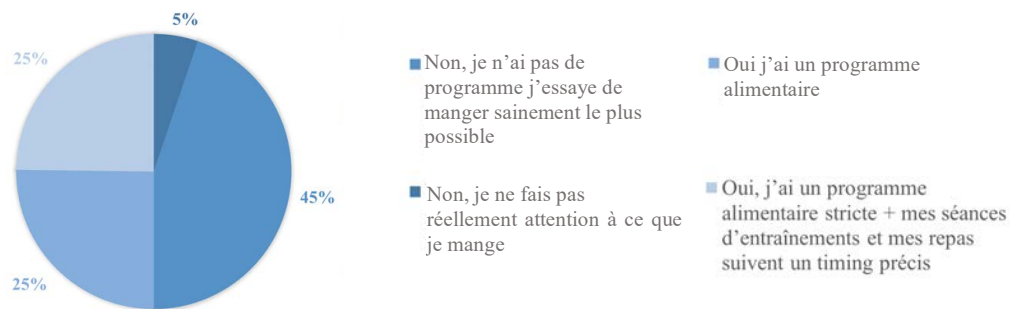 5%
25%
45%
25%
Non, je n'ai pas de
programme j'essaye de
manger sainement le plus
possible
Oui j'ai un programme
alimentaire
Non, je ne fais pas
réellement attention à ce que
je mange
Oui, j'ai un programme
alimentaire stricte + mes séances
d'entraînements et mes repas
suivent un timing précis